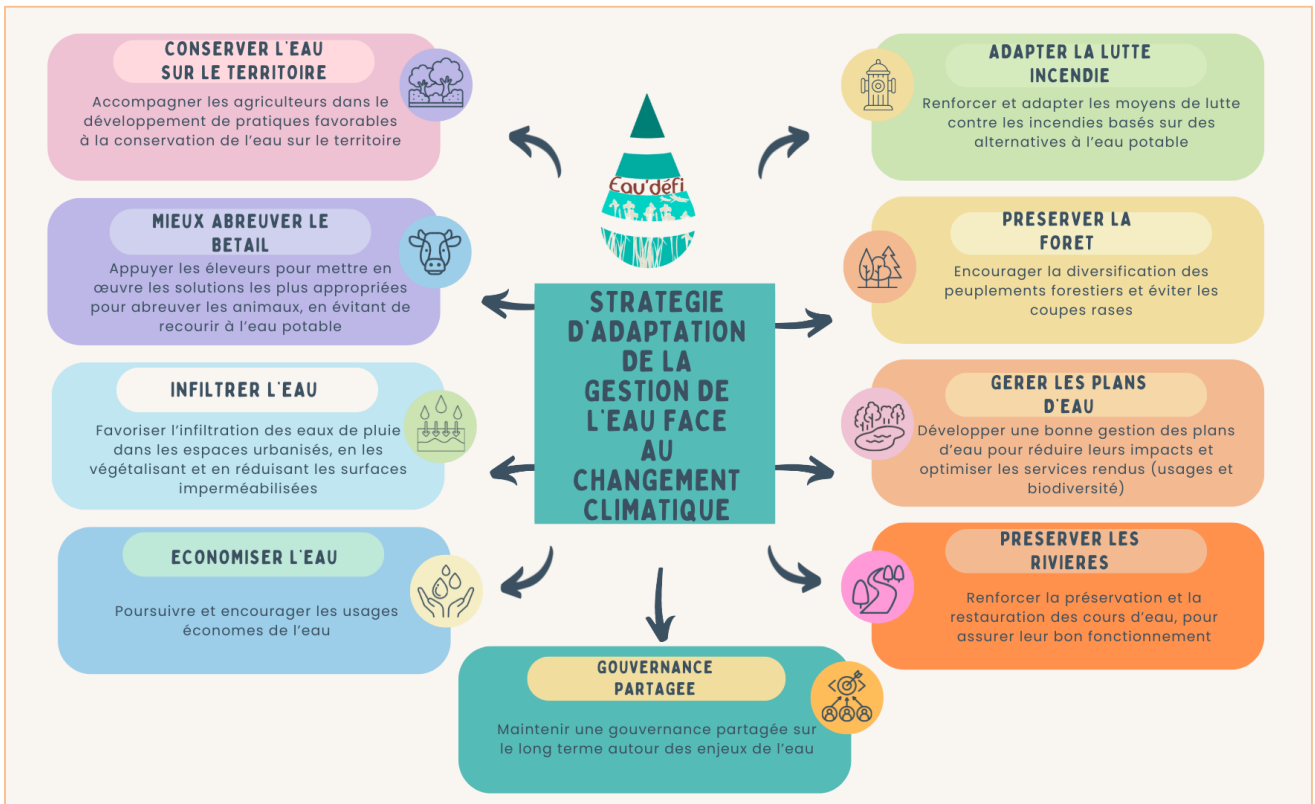 CONSERVER L'EAU
SUR LE TERRITOIRE
Accompagner les agriculteurs dans le
développement de pratiques favorables
à la conservation de l'eau sur le territoire
MIEUX ABREUVER LE
BETAIL
Appuyer les éleveurs pour mettre en
œuvre les solutions les plus appropriées
pour abreuver les animaux, en évitant de
recourir à l'eau potable
INFILTRER L'EAU
Favoriser l'infiltration des eaux de pluie
dans les espaces urbanisés, en les
végétalisant et en réduisant les surfaces
imperméabilisées
ECONOMISER L'EAU
Poursuivre et encourager les usages
économes de l'eau
Eau'défi
STRATEGIE
D'ADAPTATION
DE LA
GESTION DE
L'EAU FACE
AU
CHANGEMENT
CLIMATIQUE
ADAPTER LA LUTTE
INCENDIE
Renforcer et adapter les moyens de lutte
contre les incendies basés sur des
alternatives à l'eau potable
PRESERVER LA
FORET
Encourager la diversification des
peuplements forestiers et éviter les
coupes rases
GERER LES PLANS
D'EAU
Développer une bonne gestion des plans
d'eau pour réduire leurs impacts et
optimiser les services rendus (usages et
biodiversité)
PRESERVER LES
RIVIERES
Renforcer la préservation et la
restauration des cours d'eau, pour
assurer leur bon fonctionnement
GOUVERNANCE
PARTAGEE
Maintenir une gouvernance partagée sur
le long terme autour des enjeux de l'eau